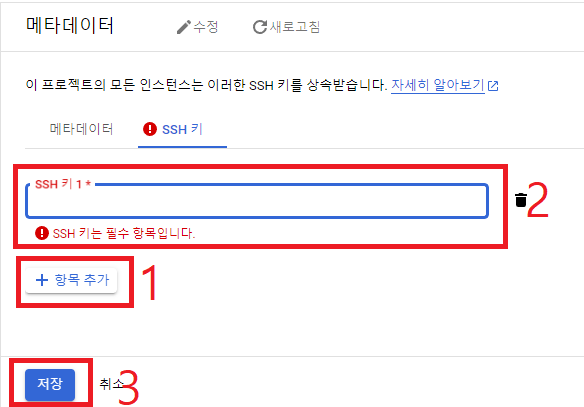 메타데이터 수정 새로고침
이 프로젝트의 모든 인스턴스는 이러한 SSH 키를 상속받습니다. 자세히 알아보기
메타데이터 SSH 키
SSH 키 1 *
2
SSH 키는 필수 항목입니다.
+ 항목 추가 1
저장 취소 3